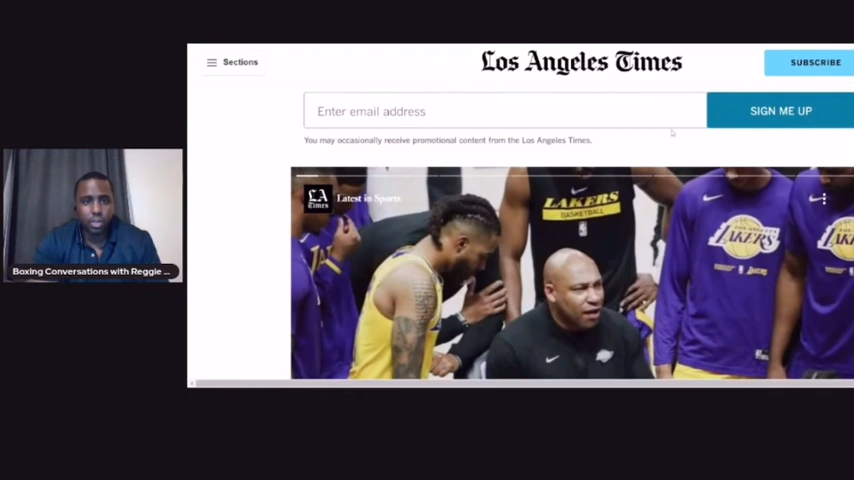 Sections
Los Angeles Times
SUBSCRIBE
Enter email address
SIGN ME UP
You may occasionally receive promotional content from the Los Angeles Times.
LA
Times
Latest in Sports
LAKERS
BASKETBALL
LAKERS
LAKERS
Boxing Conversations with Reggie ...